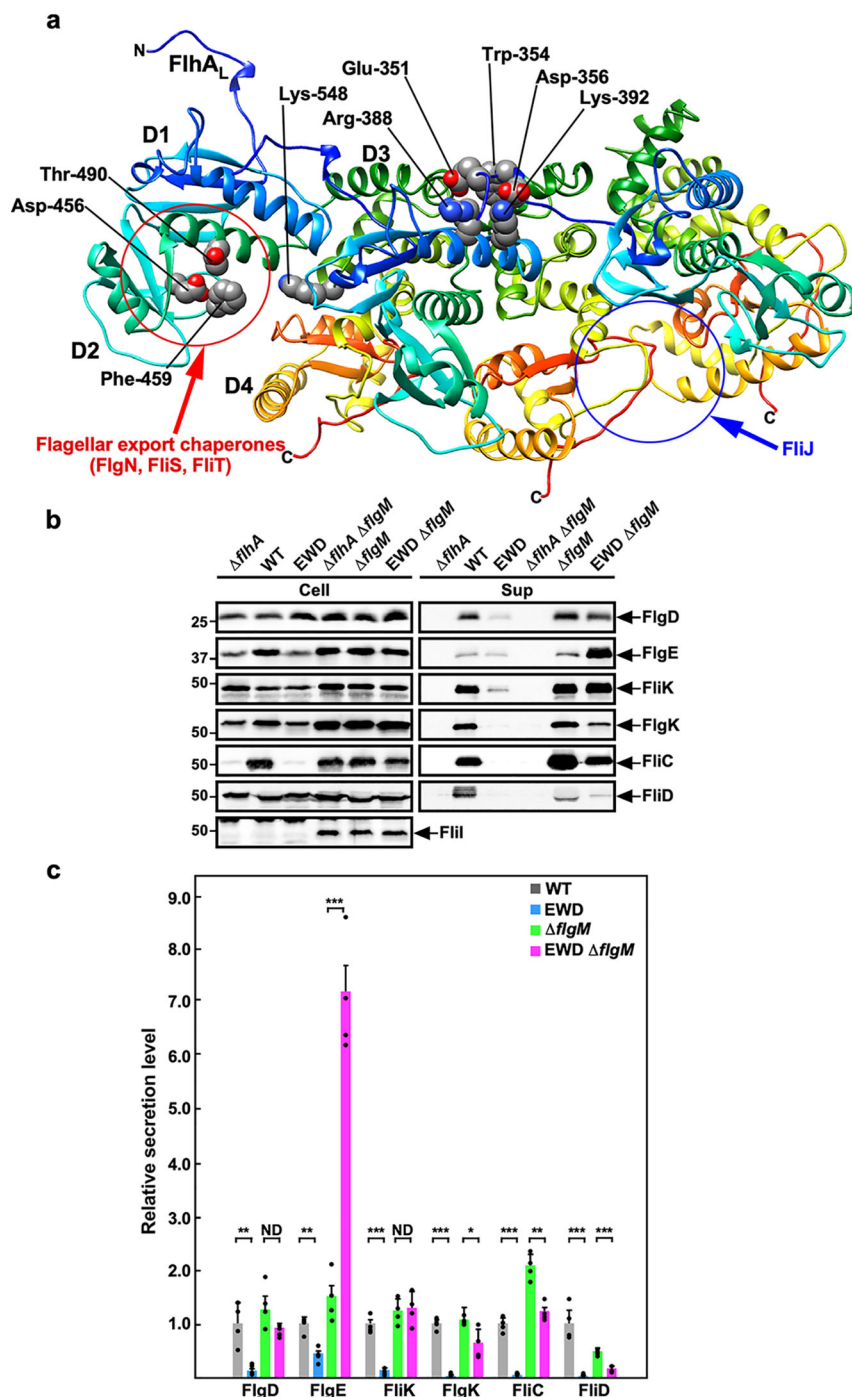 a
N
FlhAL
Lys-548
Glu-351
Arg-388
Trp-354
Asp-356
Lys-392
D1
D3
Thr-490
Asp-456
D2
Phe-459
D4
C
C
C
Flagellar export chaperones
(FlgN, FliS, FliT)
FliJ
b
ΔflhA WT EWD ΔflhA ΔflgM ΔflgM EWD ΔflgM ΔflhA WT EWD ΔflhA ΔflgM ΔflgM EWD ΔflgM
Cell Sup
25 FlgD
37 FlgE
50 FliK
50 FlgK
50 FliC
50 FliD
50 FliI
c
Relative secretion level
9.0
8.0
7.0
6.0
5.0
4.0
3.0
2.0
1.0
WT
EWD
ΔflgM
EWD ΔflgM
***
** ND ** *** ND *** * *** ** *** ***
FlgD FlgE FliK FlgK FliC FliD